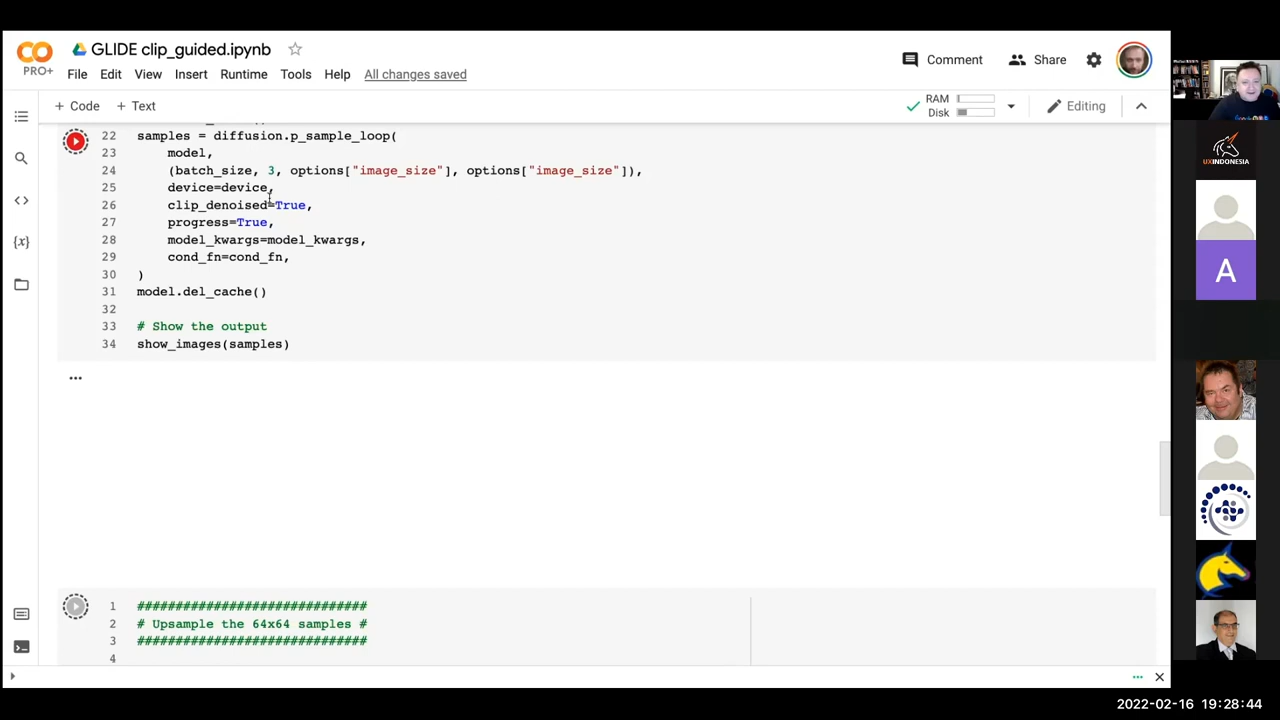 GLIDE clip_guided.ipynb
PRO+
File Edit View Insert Runtime Tools Help All changes saved
Comment Share
+ Code + Text
RAM
Disk
Editing
22 samples = diffusion.p_sample_loop(
23 model,
24 (batch_size, 3, options["image_size"], options["image_size"]),
25 device=device,
26 clip_denoised=True,
27 progress=True,
28 model_kwargs=model_kwargs,
29 cond_fn=cond_fn,
30 )
31 model.del_cache()
32
33 # Show the output
34 show_images(samples)
...
1 ##############################
2 # Upsample the 64x64 samples #
3 ##############################
4
UXINDONESIA
A
2022-02-16 19:28:44